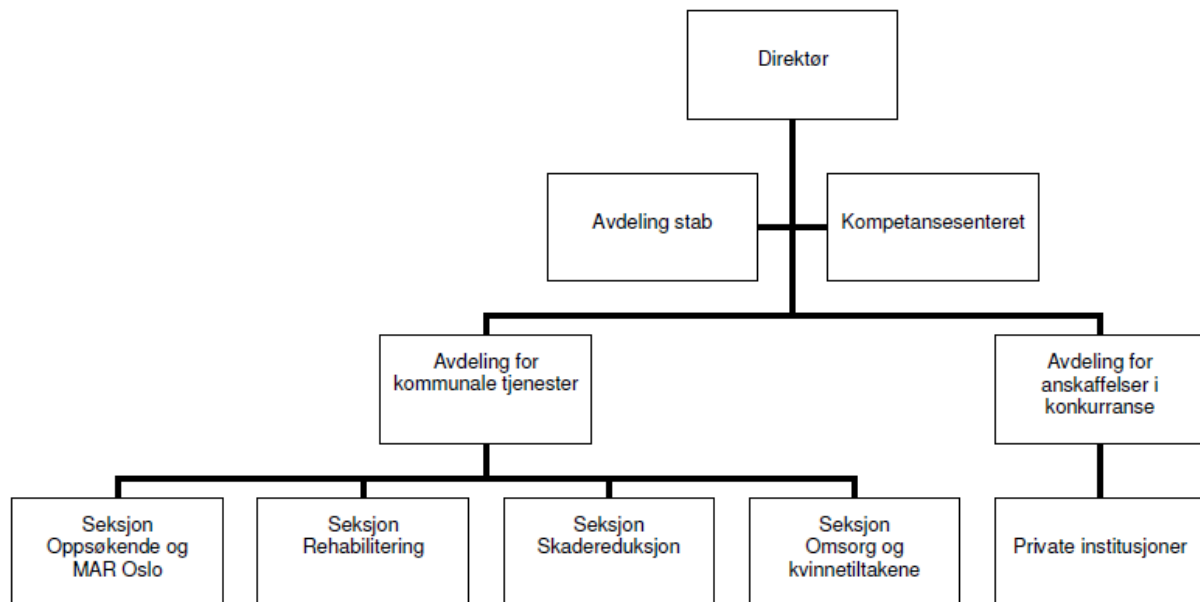 Direktør
Avdeling stab
Kompetansesenteret
Avdeling for
kommunale tjenester
Avdeling for
anskaffelser i
konkurranse
Seksjon
Oppsøkende og
MAR Oslo
Seksjon
Rehabilitering
Seksjon
Skadereduksjon
Seksjon
Omsorg og
kvinnetiltakene
Private institusjoner